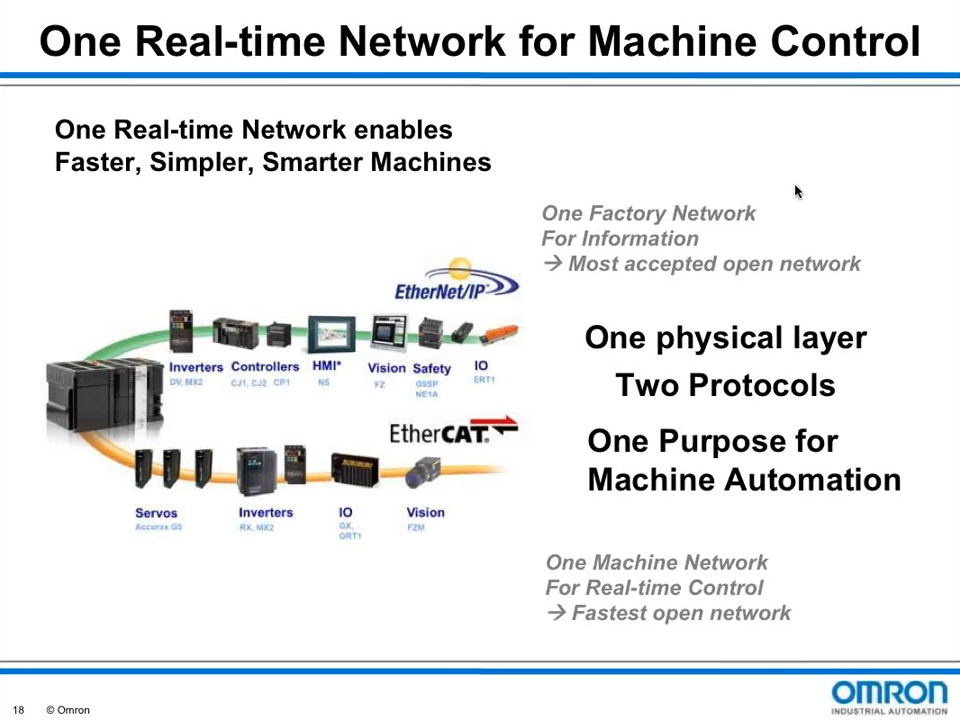 One Real-time Network for Machine Control
One Real-time Network enables
Faster, Simpler, Smarter Machines
One Factory Network
For Information
→ Most accepted open network
EtherNet/IP
Inverters Controllers HMI* Vision Safety IO
DV, MX2 CJ1, CJ2 CP1 NS FZ G9SP ERT1
NE1A
One physical layer
Two Protocols
EtherCAT®
One Purpose for
Machine Automation
Servos Inverters IO Vision
Accurax G5 RX, MX2 GX, FZM
GRT1
One Machine Network
For Real-time Control
→ Fastest open network
18 © Omron
OMRON
INDUSTRIAL AUTOMATION